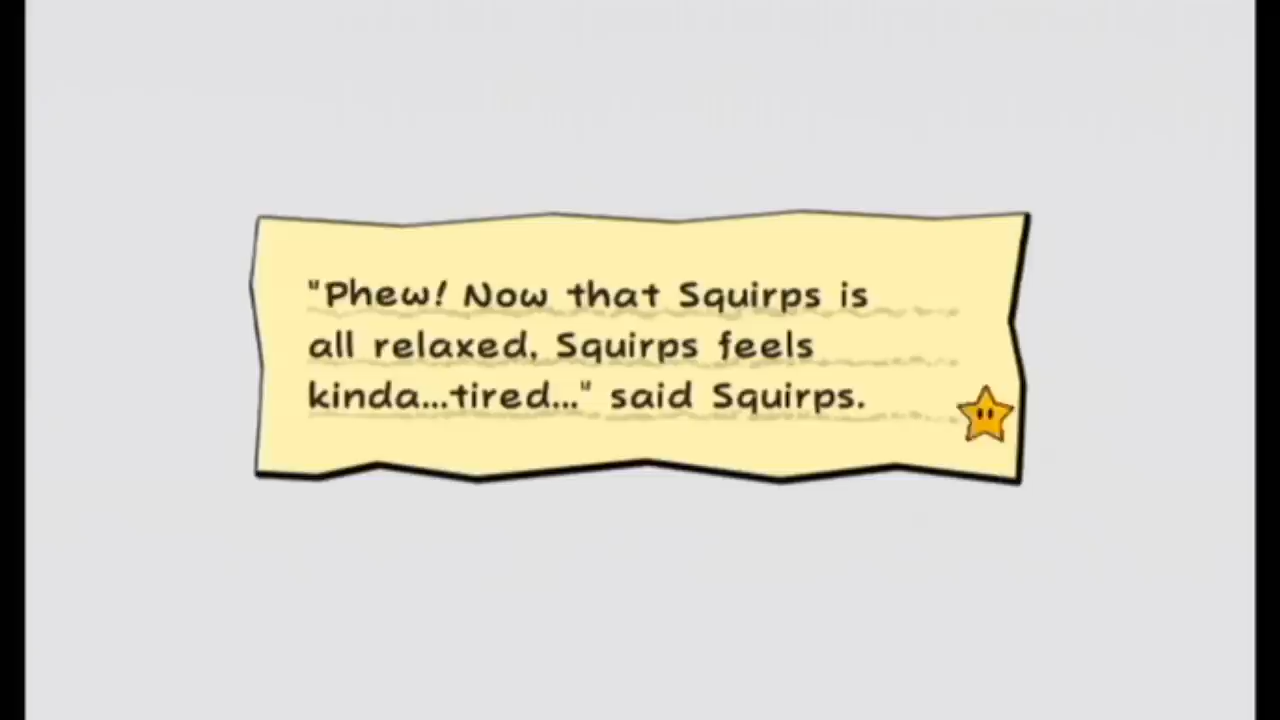 "Phew! Now that Squirps is
all relaxed, Squirps feels
kinda...tired..." said Squirps.